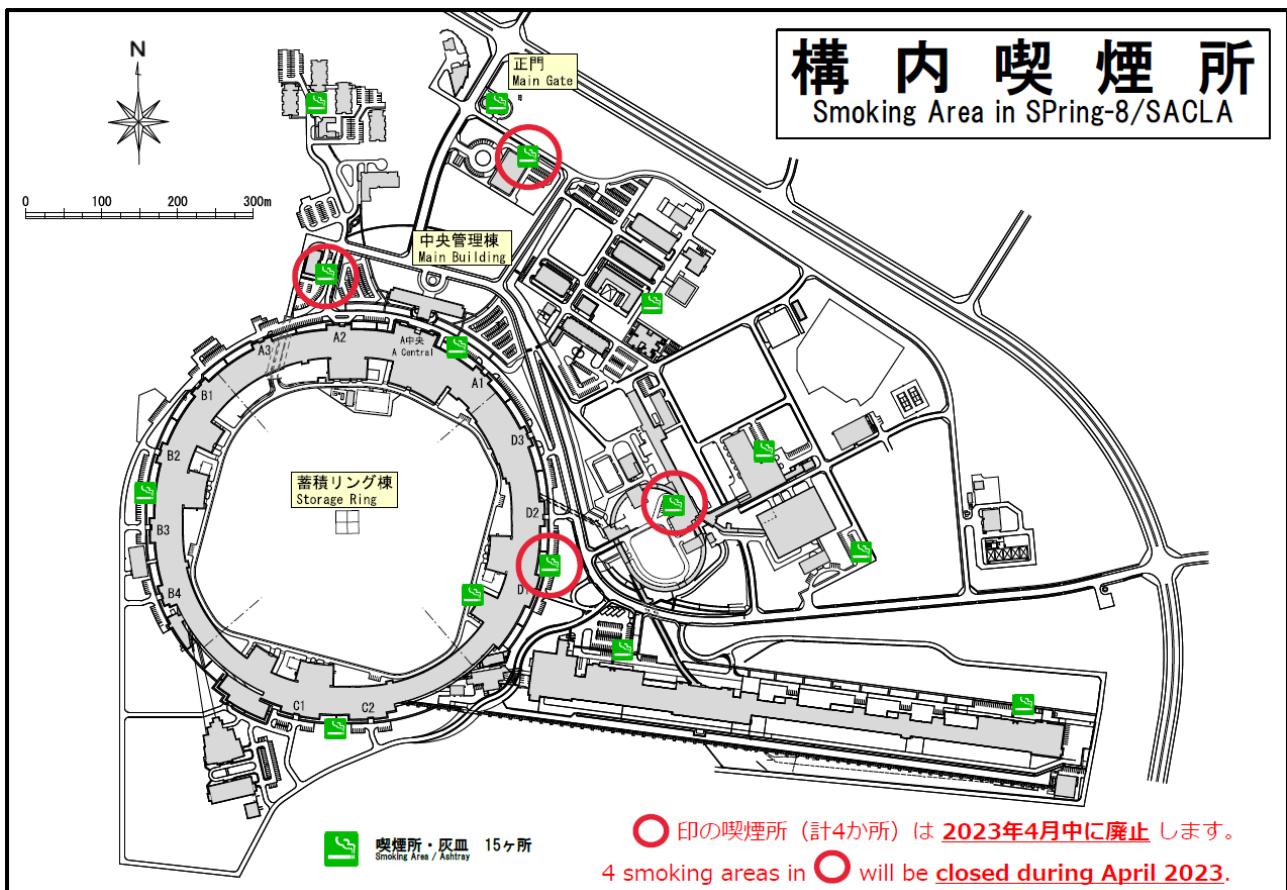 構内喫煙所
Smoking Area in SPring-8/SACLA
N
正門
Main Gate
0 100 200 300m
中央管理棟
Main Building
A3
A2
A中央
A Central
A1
B1
D3
B2
蓄積リング棟
Storage Ring
D2
B3
D1
B4
C1
C2
喫煙所・灰皿 15ヶ所
Smoking Area / Ashtray
印の喫煙所（計4か所）は 2023年4月中に廃止 します。
4 smoking areas in will be closed during April 2023.